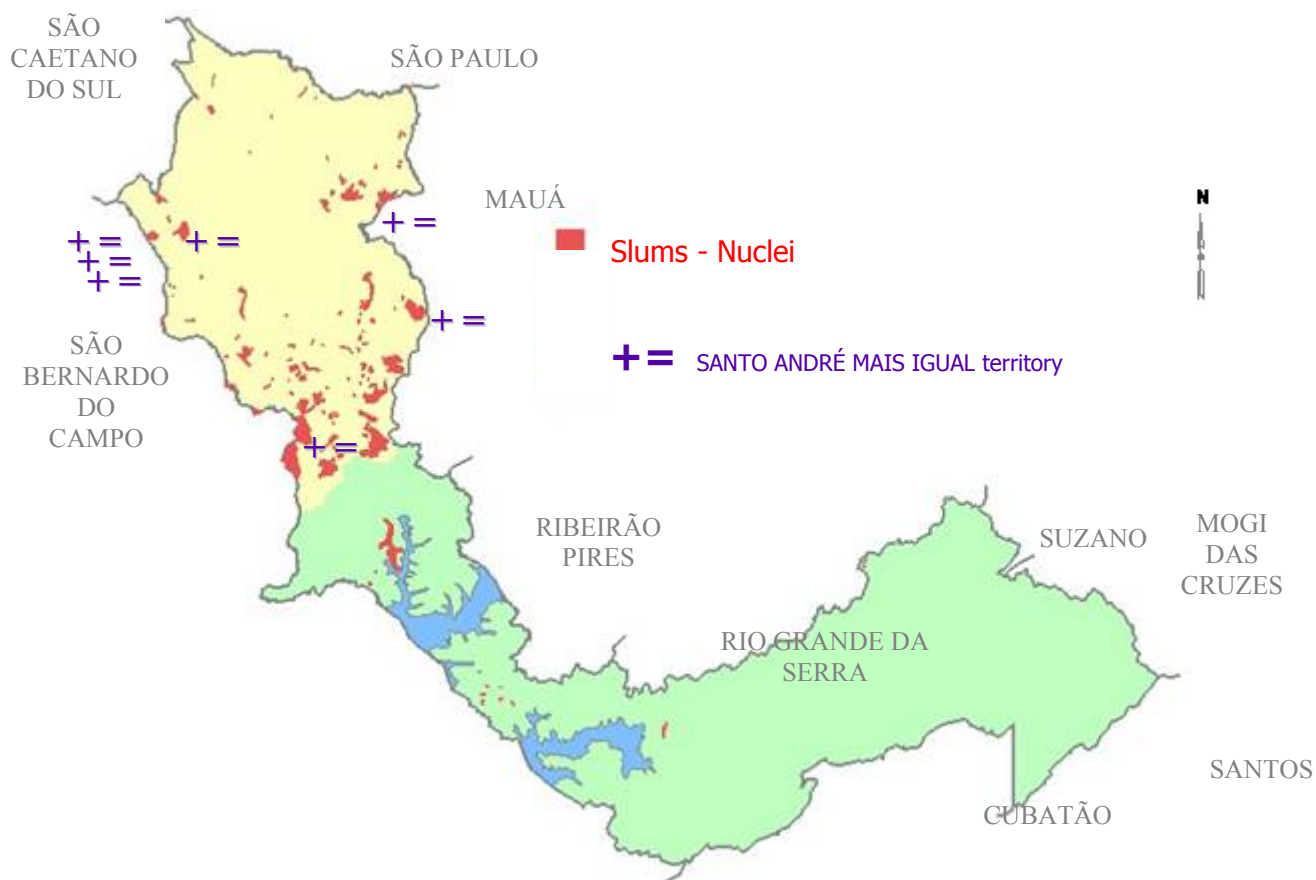 SÃO
CAETANO
DO SUL
SÃO PAULO
MAUÁ
N
+ =
+ =
+ =
+ =
+ =
Slums - Nuclei
+ =
SÃO
BERNARDO
DO
CAMPO
+ = SANTO ANDRÉ MAIS IGUAL territory
+ =
RIBEIRÃO
PIRES
SUZANO
MOGI
DAS
CRUZES
RIO GRANDE DA
SERRA
SANTOS
CUBATÃO